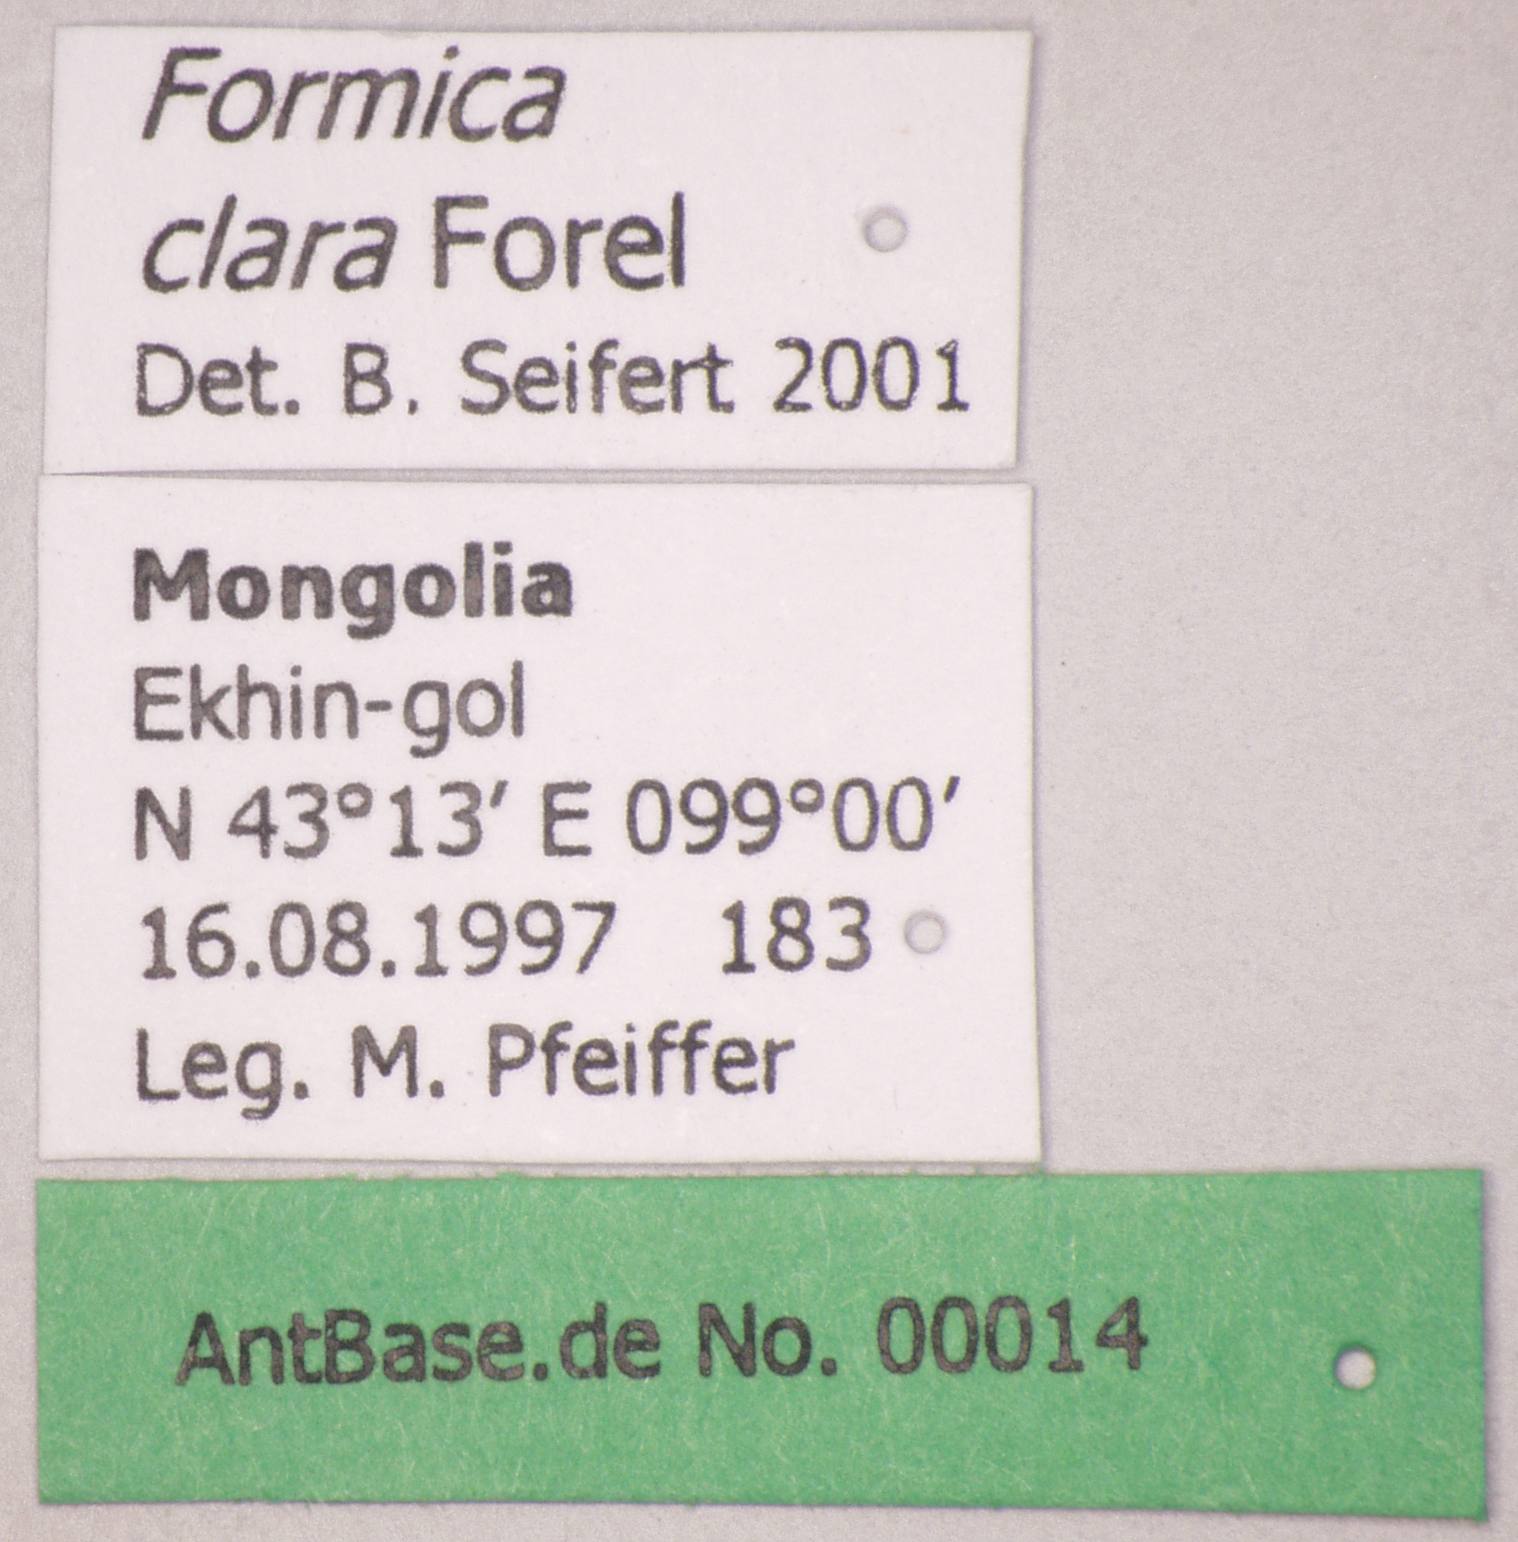 Formica
clara Forel
Det. B. Seifert 2001
Mongolia
Ekhin-gol
N 43°13′ E 099°00′
16.08.1997 183
Leg. M. Pfeiffer
AntBase.de No. 00014